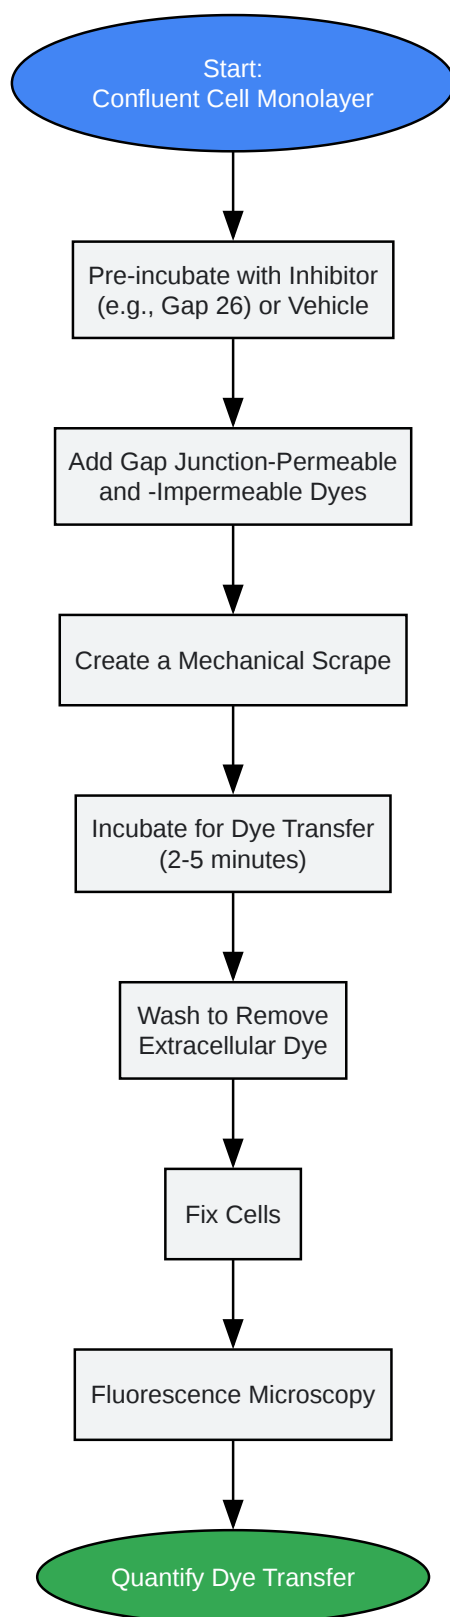 Start:
Confluent Cell Monolayer
Pre-incubate with Inhibitor
(e.g., Gap 26) or Vehicle
Add Gap Junction-Permeable
and -Impermeable Dyes
Create a Mechanical Scrape
Incubate for Dye Transfer
(2-5 minutes)
Wash to Remove
Extracellular Dye
Fix Cells
Fluorescence Microscopy
Quantify Dye Transfer